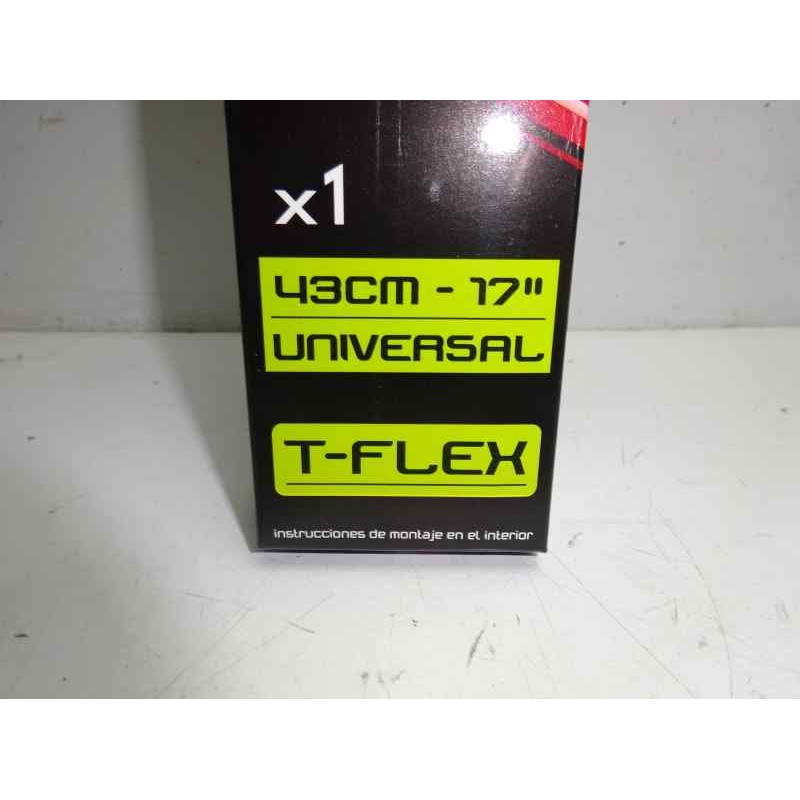 x1
43CM - 17"
UNIVERSAL
T-FLEX
instrucciones de montaje en el interior